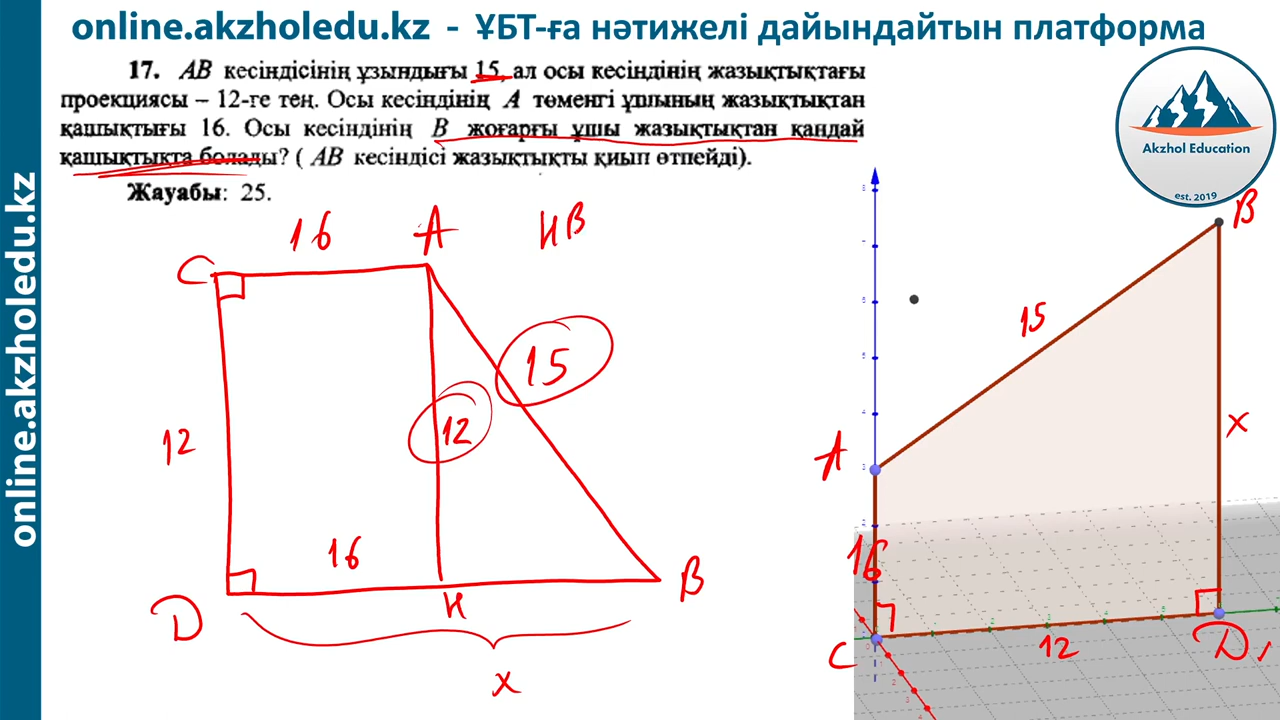 online.akzholedu.kz - ҰБТ-ға нәтижелі дайындайтын платформа
17. AB кесіндісінің ұзындығы 15, ал осы кесіндінің жазықтықтағы
проекциясы – 12-ге тең. Осы кесіндінің A төменгі ұшының жазықтықтан
қашықтығы 16. Осы кесіндінің B жоғарғы ұшы жазықтықтан қандай
қашықтықта болады? ( AB кесіндісі жазықтықты қиып өтпейді).
Жауабы: 25.
Akzhol Education
est. 2019
online.akzholedu.kz
16 A HB
C
15
12
12
16
D H B
x
B
15
x
A
16
C 12 D